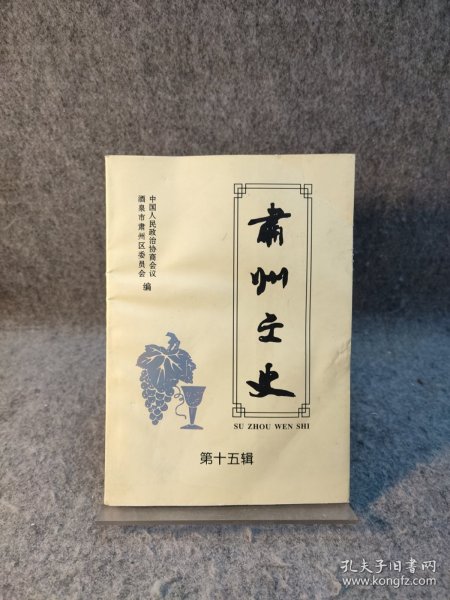 肃州文史
SU ZHOU WEN SHI
中国人民政治协商会议
酒泉市肃州区委员会
编
第十五辑
孔夫子旧书网
www.kongfz.com